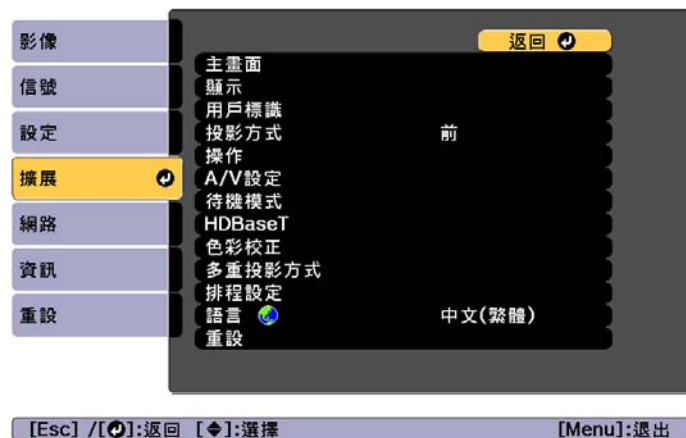 影像
信號
設定
擴展
網路
資訊
重設
返回
主畫面
顯示
用戶標識
投影方式 前
操作
A/V設定
待機模式
HDBaseT
色彩校正
多重投影方式
排程設定
語言 中文(繁體)
重設
[Esc] /[]:返回 [◆]:選擇 [Menu]:退出